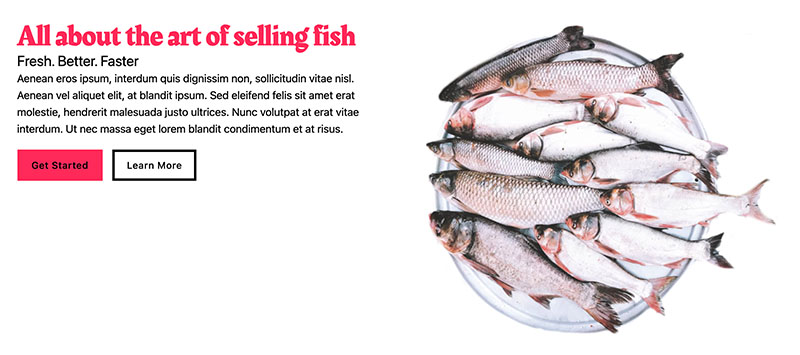 All about the art of selling fish
Fresh. Better. Faster
Aenean eros ipsum, interdum quis dignissim non, sollicitudin vitae nisl.
Aenean vel aliquet elit, at blandit ipsum. Sed eleifend felis sit amet erat
molestie, hendrerit malesuada justo ultrices. Nunc volutpat at erat vitae
interdum. Ut nec massa eget lorem blandit condimentum et at risus.
Get Started
Learn More